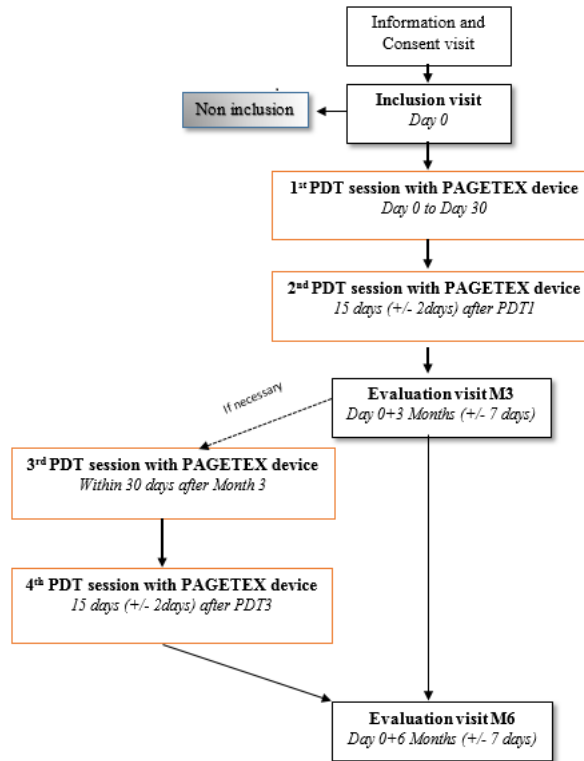 Information and
Consent visit
Non inclusion
Inclusion visit
Day 0
1st PDT session with PAGETEX device
Day 0 to Day 30
2nd PDT session with PAGETEX device
15 days (+/- 2days) after PDT1
Evaluation visit M3
Day 0+3 Months (+/- 7 days)
If necessary
3rd PDT session with PAGETEX device
Within 30 days after Month 3
4th PDT session with PAGETEX device
15 days (+/- 2days) after PDT3
Evaluation visit M6
Day 0+6 Months (+/- 7 days)